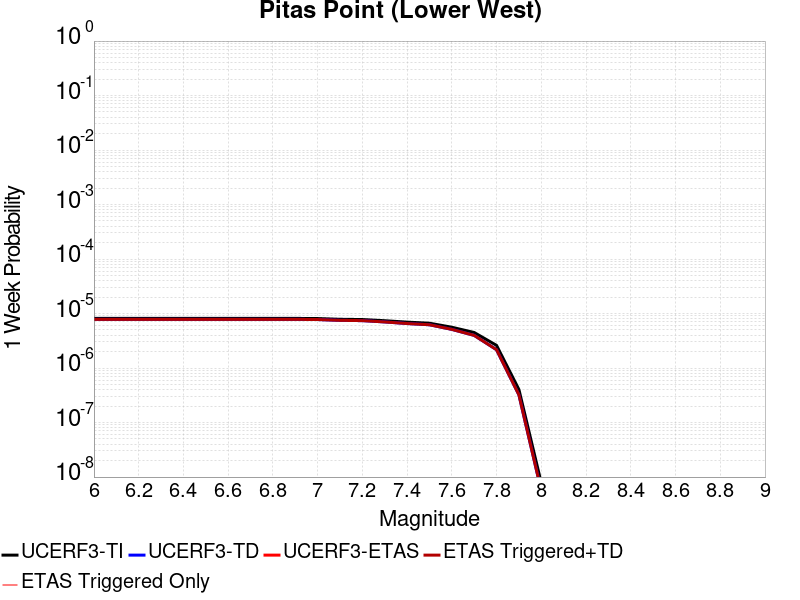 Pitas Point (Lower West)
1 Week Probability
10 0
10 -1
10 -2
10 -3
10 -4
10 -5
10 -6
10 -7
10 -8
6 6.2 6.4 6.6 6.8 7 7.2 7.4 7.6 7.8 8 8.2 8.4 8.6 8.8 9
Magnitude
UCERF3-TI UCERF3-TD UCERF3-ETAS ETAS Triggered+TD
ETAS Triggered Only